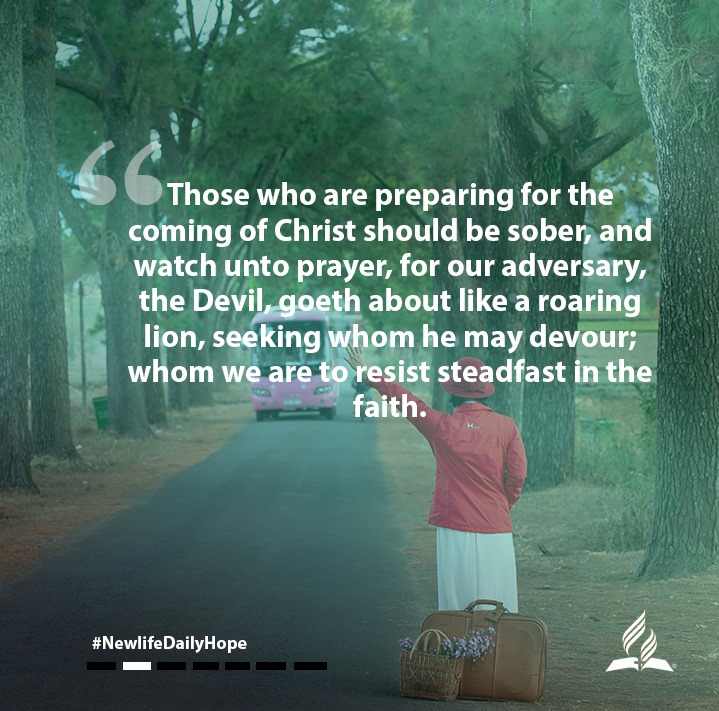 “Those who are preparing for the
coming of Christ should be sober, and
watch unto prayer, for our adversary,
the Devil, goeth about like a roaring
lion, seeking whom he may devour;
whom we are to resist steadfast in the
faith.
#NewlifeDailyHope